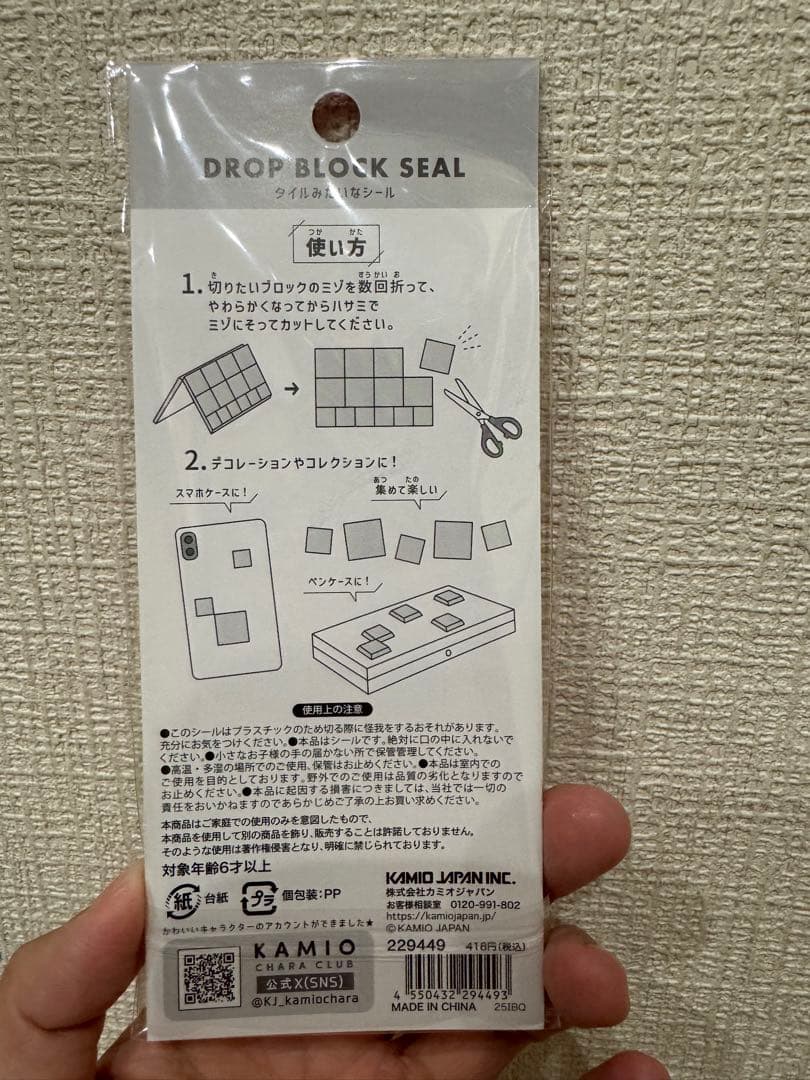 DROP BLOCK SEAL
タイルみたいなシール
つか かた
使い方
き すうかい お
1. 切りたいブロックのミゾを数回折って、
やわらかくなってからハサミで
ミゾにそってカットしてください。
2. デコレーションやコレクションに!
スマホケースに!
あつ たの
集めて楽しい
ペンケースに!
使用上の注意
●このシールはプラスチックのため切る際に怪我をするおそれがあります。
充分にお気をつけください。●本品はシールです。絶対に口の中に入れないで
ください。●小さなお子様の手の届かない所で保管管理してください。
●高温・多湿の場所でのご使用、保管はお止めください。●本品は室内での
ご使用を目的としております。野外でのご使用は品質の劣化となりますので
お止めください。●本品に起因する損害につきましては、当社では一切の
責任をおいかねますのであらかじめご了承の上お買い求めください。
本商品はご家庭での使用のみを意図したもので、
本商品を使用して別の商品を飾り、販売することは許諾しておりません。
そのような使用は著作権侵害となり、明確に禁じられております。
対象年齢6才以上
紙 台紙 プラ 個包装:PP
KAMIO JAPAN INC.
株式会社カミオジャパン
お客様相談室 0120-991-802
https://kamiojapan.jp/
©KAMIO JAPAN
かわいいキャラクターのアカウントができました★
KAMIO
CHARA CLUB
公式X(SNS)
@KJ_kamiochara
229449 418円(税込)
4 550432 294493
MADE IN CHINA 25IBQ